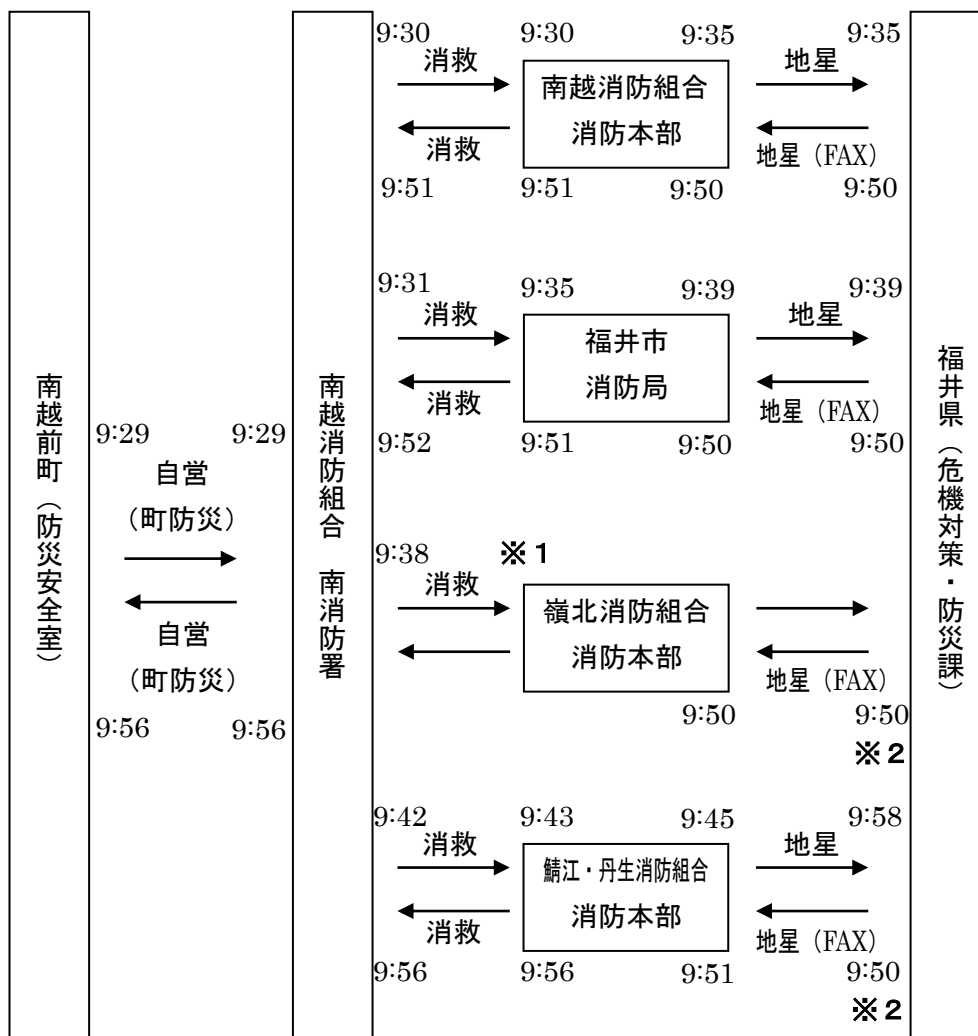 南越前町（防災安全室）
9:29 9:29
自営
（町防災）
自営
（町防災）
9:56 9:56
南越消防組合 南消防署
9:30 9:30 9:35 9:35
消救 地星
南越消防組合
消防本部
消救 地星（FAX）
9:51 9:51 9:50 9:50
9:31 9:35 9:39 9:39
消救 地星
福井市
消防局
消救 地星（FAX）
9:52 9:51 9:50 9:50
9:38 ※1
消救
嶺北消防組合
消防本部
地星（FAX）
9:50 9:50
※2
9:42 9:43 9:45 9:58
消救 地星
鯖江・丹生消防組合
消防本部
消救 地星（FAX）
9:56 9:56 9:51 9:50
※2
福井県（危機対策・防災課）